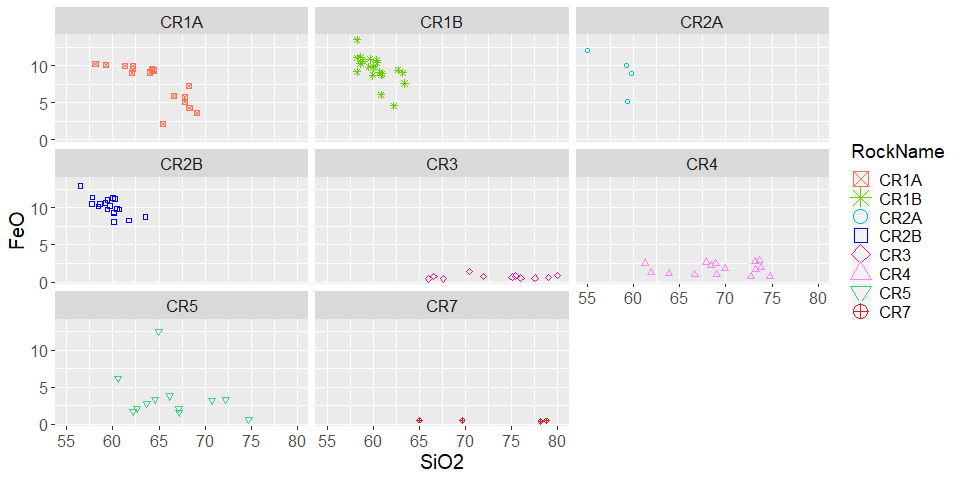 CR1A CR1B CR2A
10
5
0
CR2B CR3 CR4
10
5
0
55 60 65 70 75 80
CR5 CR7
10
5
0
55 60 65 70 75 80 55 60 65 70 75 80
SiO2
FeO
RockName
CR1A
CR1B
CR2A
CR2B
CR3
CR4
CR5
CR7